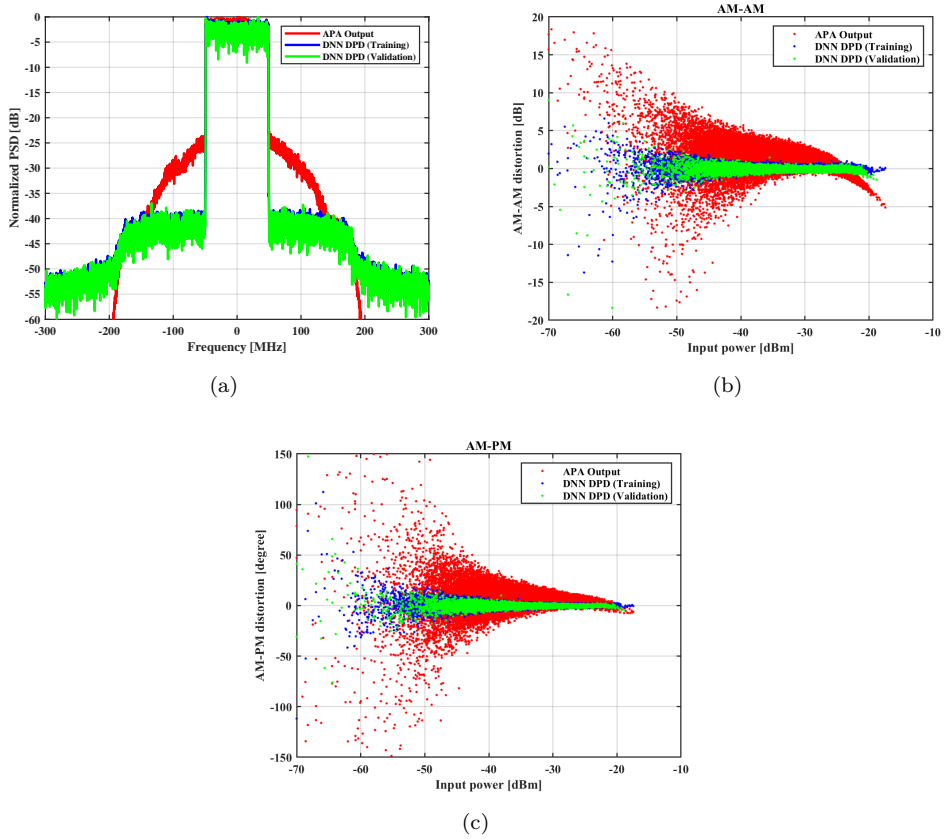 0
-5
-10
-15
-20
-25
-30
-35
-40
-45
-50
-55
-60
Normalized PSD [dB]
APA Output
DNN DPD (Training)
DNN DPD (Validation)
-300 -200 -100 0 100 200 300
Frequency [MHz]
(a)
AM-AM
20
15
10
5
0
-5
-10
-15
-20
AM-AM distortion [dB]
APA Output
DNN DPD (Training)
DNN DPD (Validation)
-70 -60 -50 -40 -30 -20 -10
Input power [dBm]
(b)
AM-PM
150
100
50
0
-50
-100
-150
AM-PM distortion [degree]
APA Output
DNN DPD (Training)
DNN DPD (Validation)
-70 -60 -50 -40 -30 -20 -10
Input power [dBm]
(c)